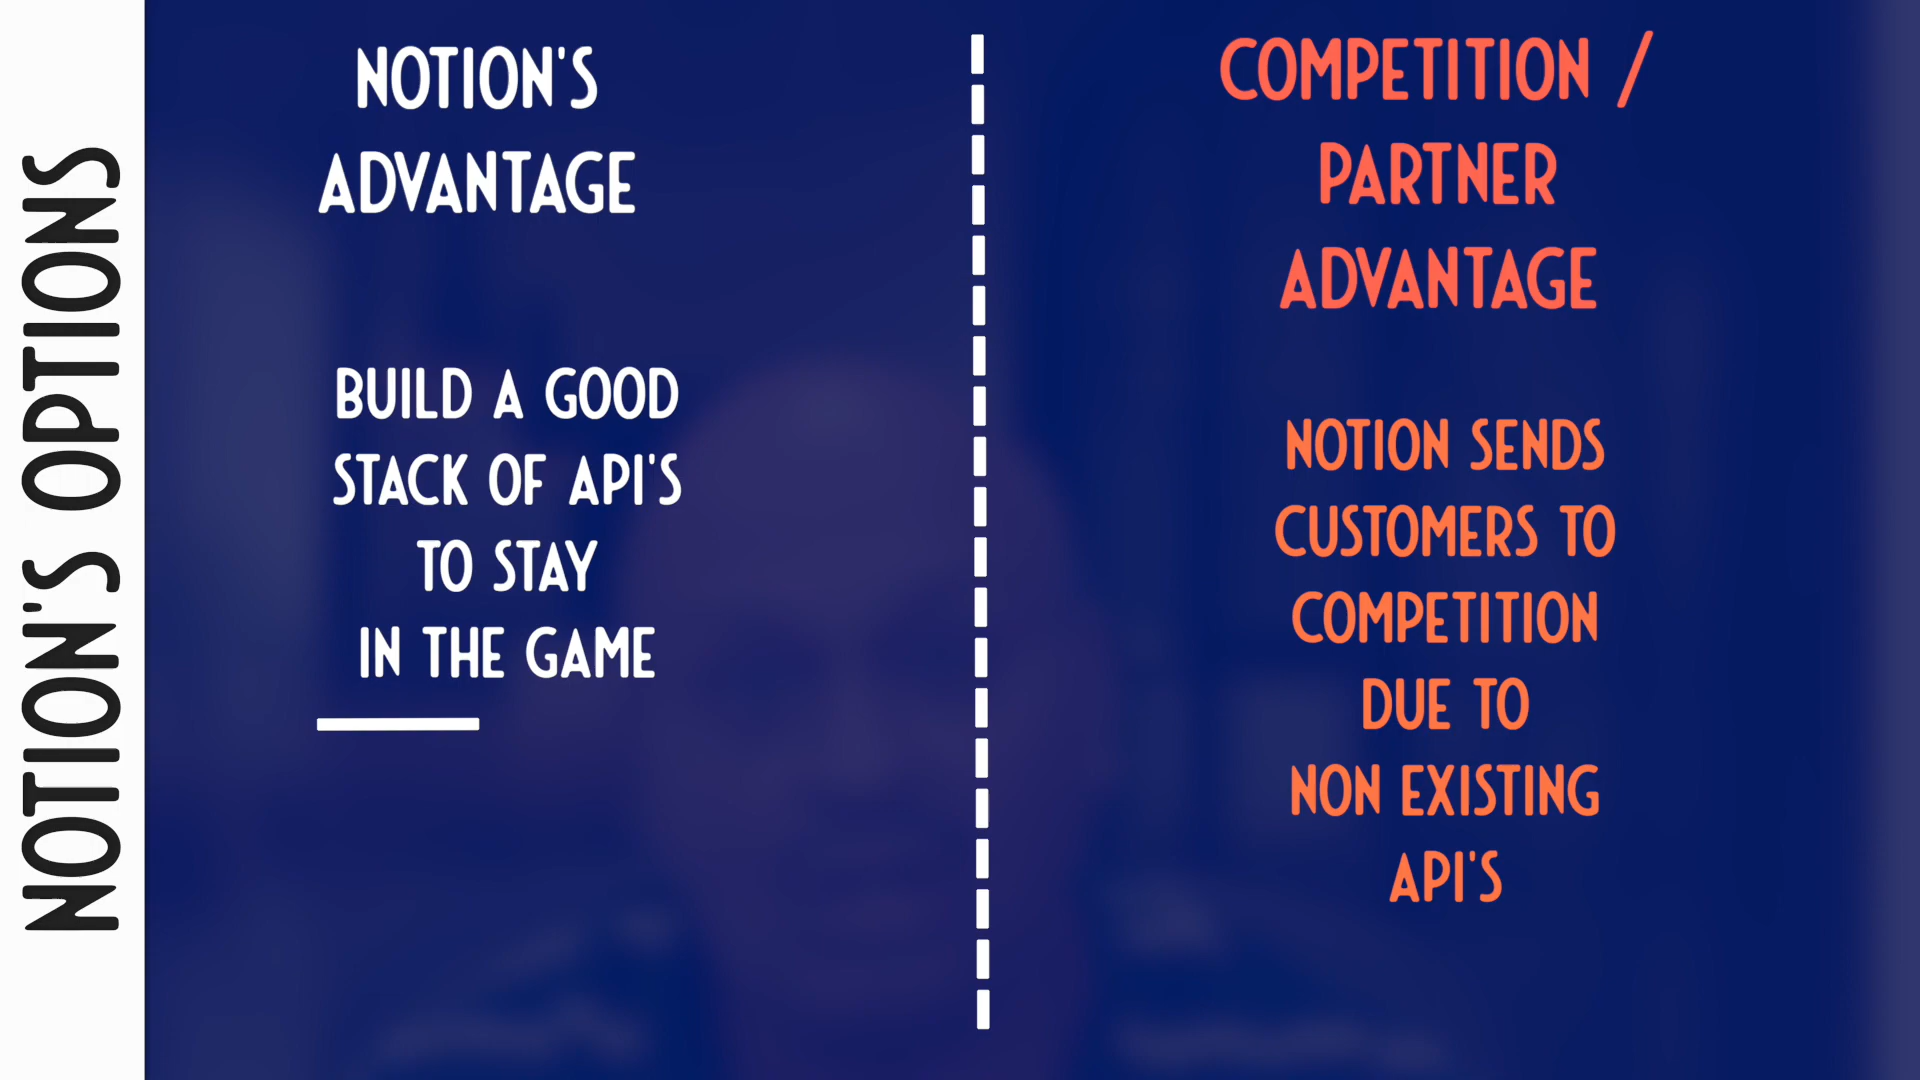 NOTION'S OPTIONS
NOTION'S
ADVANTAGE
BUILD A GOOD
STACK OF API'S
TO STAY
IN THE GAME
COMPETITION /
PARTNER
ADVANTAGE
NOTION SENDS
CUSTOMERS TO
COMPETITION
DUE TO
NON EXISTING
API'S